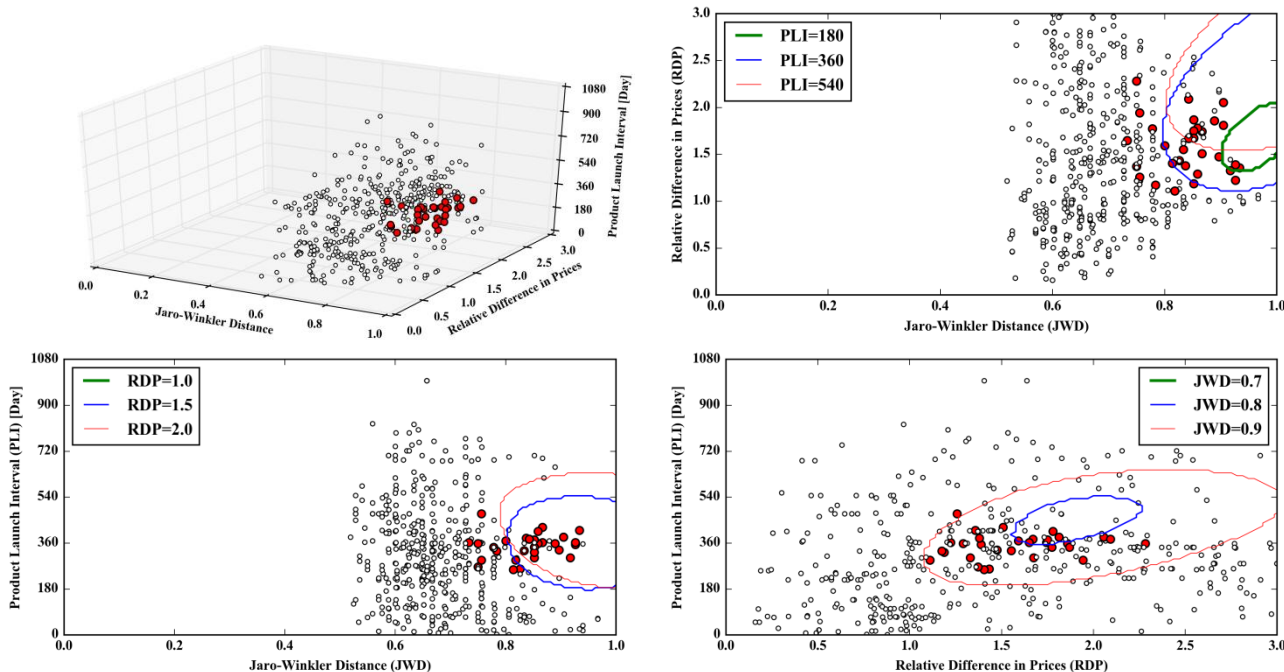 1080
900
720
540
360
180
0
Product Launch Interval [Day]
0.0
0.2
0.4
0.6
0.8
1.0
Jaro-Winkler Distance
0.0
0.5
1.0
1.5
2.0
2.5
3.0
Relative Difference in Prices
PLI=180
PLI=360
PLI=540
3.0
2.5
2.0
1.5
1.0
0.5
0.0
Relative Difference in Prices (RDP)
0.0 0.2 0.4 0.6 0.8 1.0
Jaro-Winkler Distance (JWD)
RDP=1.0
RDP=1.5
RDP=2.0
1080
900
720
540
360
180
0
Product Launch Interval (PLI) [Day]
0.0 0.2 0.4 0.6 0.8 1.0
Jaro-Winkler Distance (JWD)
JWD=0.7
JWD=0.8
JWD=0.9
1080
900
720
540
360
180
0
Product Launch Interval (PLI) [Day]
0.0 0.5 1.0 1.5 2.0 2.5 3.0
Relative Difference in Prices (RDP)